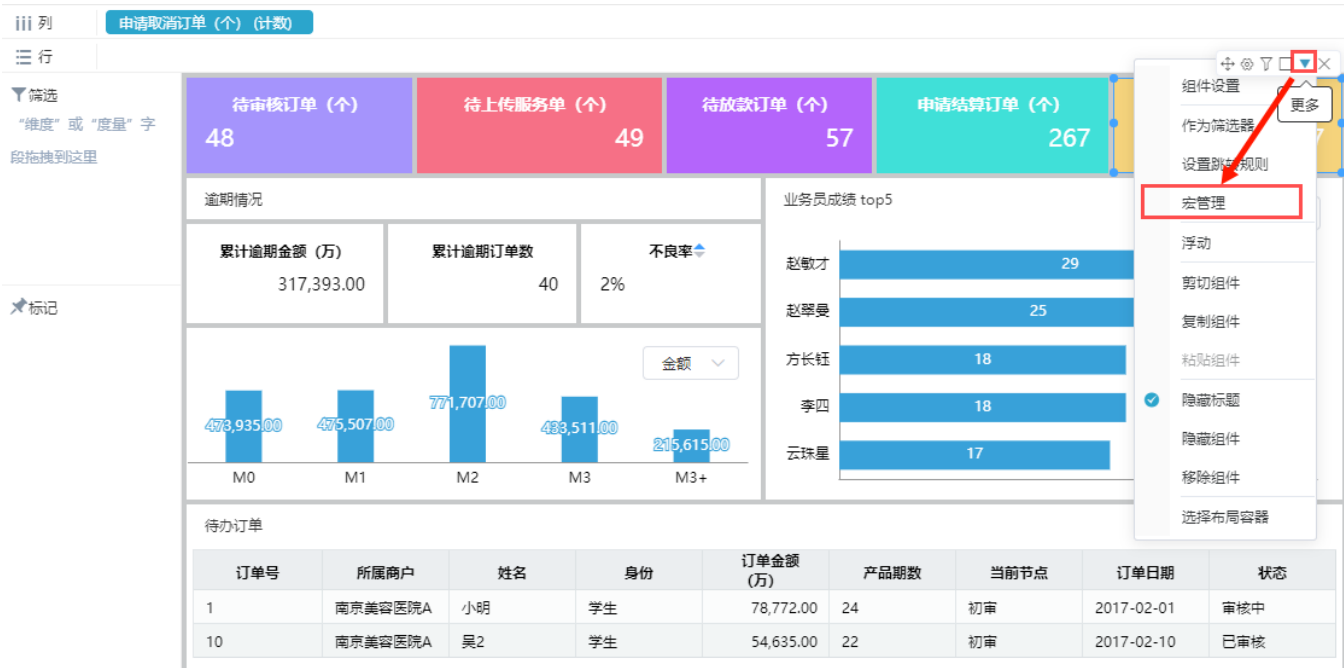 列
申请取消订单（个）(计数)
行
筛选
“维度”或“度量”字
段拖拽到这里
标记
待审核订单（个）
48
待上传服务单（个）
49
待放款订单（个）
57
申请结算订单（个）
267
7
更多
组件设置
作为筛选器
设置跳转规则
宏管理
浮动
剪切组件
复制组件
粘贴组件
隐藏标题
隐藏组件
移除组件
选择布局容器
逾期情况
累计逾期金额（万）
317,393.00
累计逾期订单数
40
不良率
2%
金额
473,935.00
475,507.00
771,707.00
433,511.00
215,615.00
M0
M1
M2
M3
M3+
业务员成绩 top5
赵敏才
29
赵翠曼
25
方长钰
18
李四
18
云珠星
17
待办订单
订单号 所属商户 姓名 身份 订单金额（万） 产品期数 当前节点 订单日期 状态
1 南京美容医院A 小明 学生 78,772.00 24 初审 2017-02-01 审核中
10 南京美容医院A 吴2 学生 54,635.00 22 初审 2017-02-10 已审核